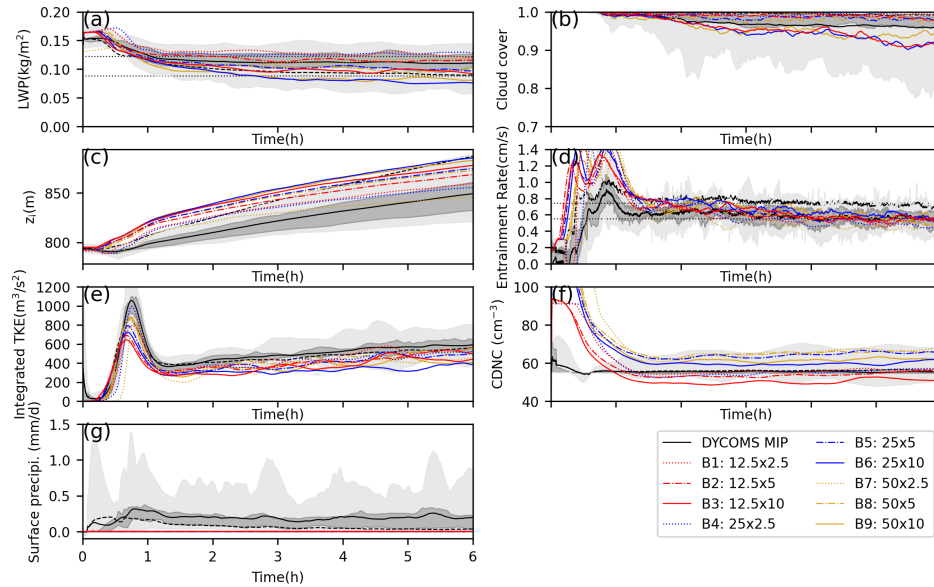 (a)
LWP(kg/m²)
0.20
0.15
0.10
0.05
0.00
Time(h)
(b)
Cloud cover
1.0
0.9
0.8
0.7
Time(h)
(c)
zᵢ(m)
850
800
(d)
Entrainment Rate(cm/s)
1.4
1.2
1.0
0.8
0.6
0.4
0.2
0.0
(e)
Integrated TKE(m³/s²)
1200
1000
800
600
400
200
0
Time(h)
(f)
CDNC (cm⁻³)
100
80
60
40
Time(h)
(g)
Surface precipi. (mm/d)
1.5
1.0
0.5
0.0
0 1 2 3 4 5 6
Time(h)
DYCOMS MIP
B1: 12.5x2.5
B2: 12.5x5
B3: 12.5x10
B4: 25x2.5
B5: 25x5
B6: 25x10
B7: 50x2.5
B8: 50x5
B9: 50x10